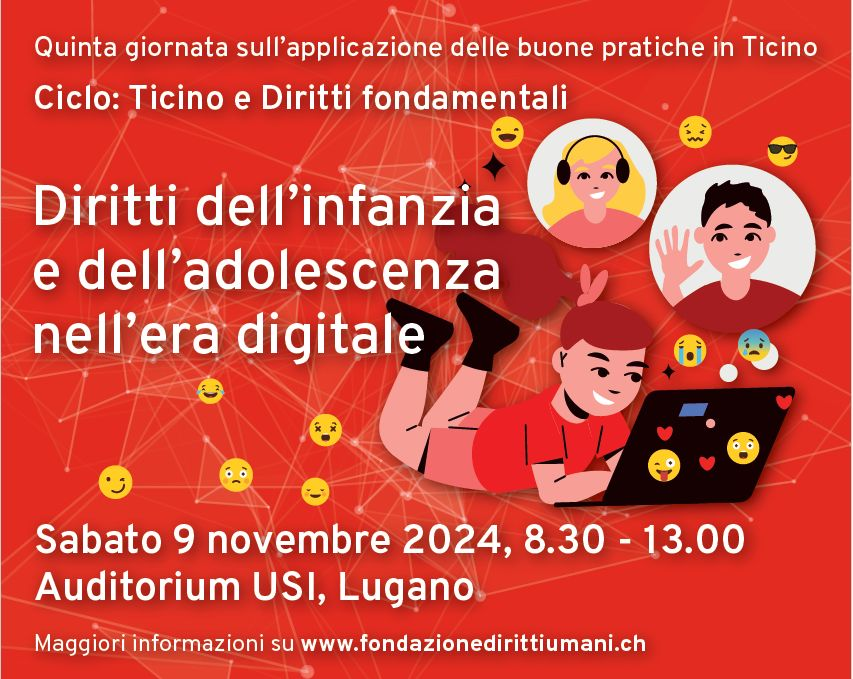 Quinta giornata sull'applicazione delle buone pratiche in Ticino
Ciclo: Ticino e Diritti fondamentali
Diritti dell'infanzia
e dell'adolescenza
nell'era digitale
Sabato 9 novembre 2024, 8.30 - 13.00
Auditorium USI, Lugano
Maggiori informazioni su www.fondazionedirittiumani.ch